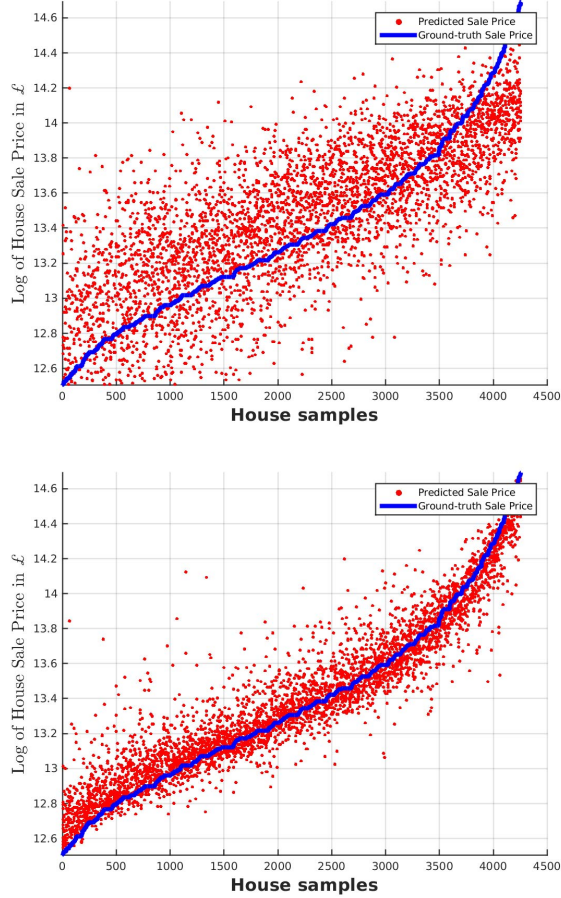 14.6
14.4
14.2
14
13.8
13.6
13.4
13.2
13
12.8
12.6
Log of House Sale Price in £
Predicted Sale Price
Ground-truth Sale Price
0 500 1000 1500 2000 2500 3000 3500 4000 4500
House samples
14.6
14.4
14.2
14
13.8
13.6
13.4
13.2
13
12.8
12.6
Log of House Sale Price in £
Predicted Sale Price
Ground-truth Sale Price
0 500 1000 1500 2000 2500 3000 3500 4000 4500
House samples